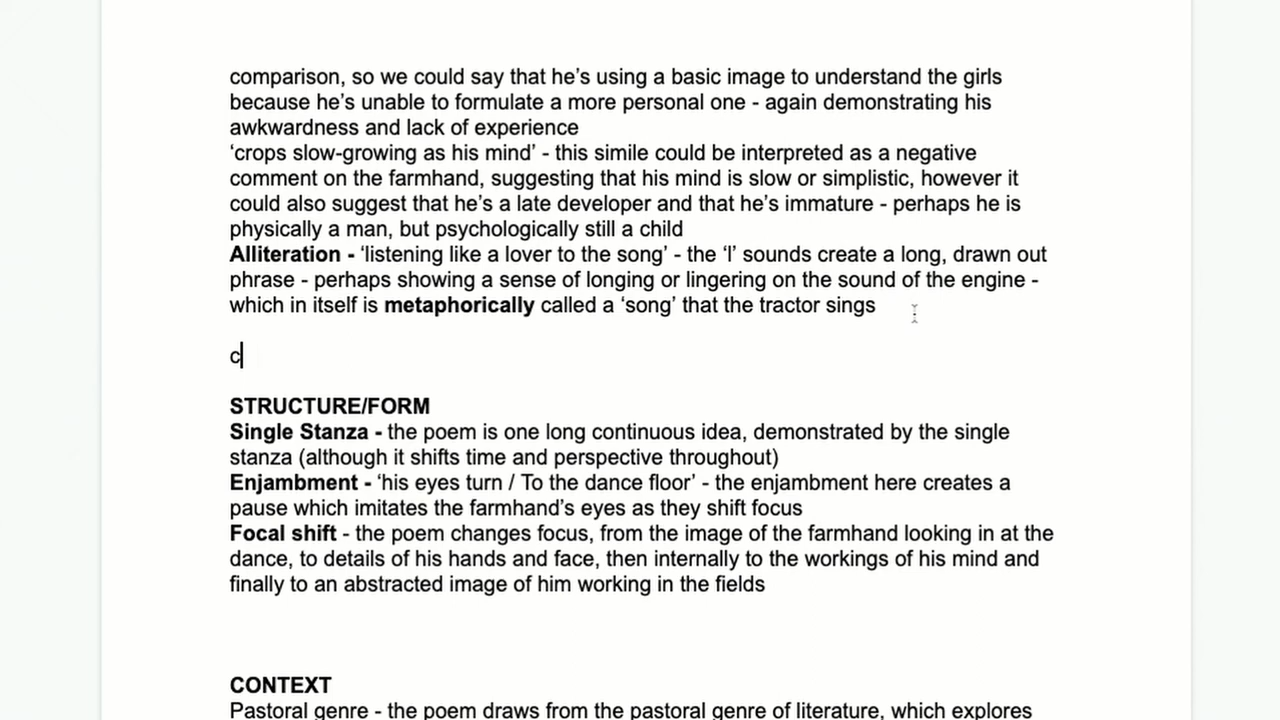 comparison, so we could say that he's using a basic image to understand the girls
because he's unable to formulate a more personal one - again demonstrating his
awkwardness and lack of experience
‘crops slow-growing as his mind’ - this simile could be interpreted as a negative
comment on the farmhand, suggesting that his mind is slow or simplistic, however it
could also suggest that he's a late developer and that he's immature - perhaps he is
physically a man, but psychologically still a child
Alliteration - ‘listening like a lover to the song’ - the ‘l’ sounds create a long, drawn out
phrase - perhaps showing a sense of longing or lingering on the sound of the engine -
which in itself is metaphorically called a ‘song’ that the tractor sings
c
STRUCTURE/FORM
Single Stanza - the poem is one long continuous idea, demonstrated by the single
stanza (although it shifts time and perspective throughout)
Enjambment - ‘his eyes turn / To the dance floor’ - the enjambment here creates a
pause which imitates the farmhand's eyes as they shift focus
Focal shift - the poem changes focus, from the image of the farmhand looking in at the
dance, to details of his hands and face, then internally to the workings of his mind and
finally to an abstracted image of him working in the fields
CONTEXT
Pastoral genre - the poem draws from the pastoral genre of literature, which explores